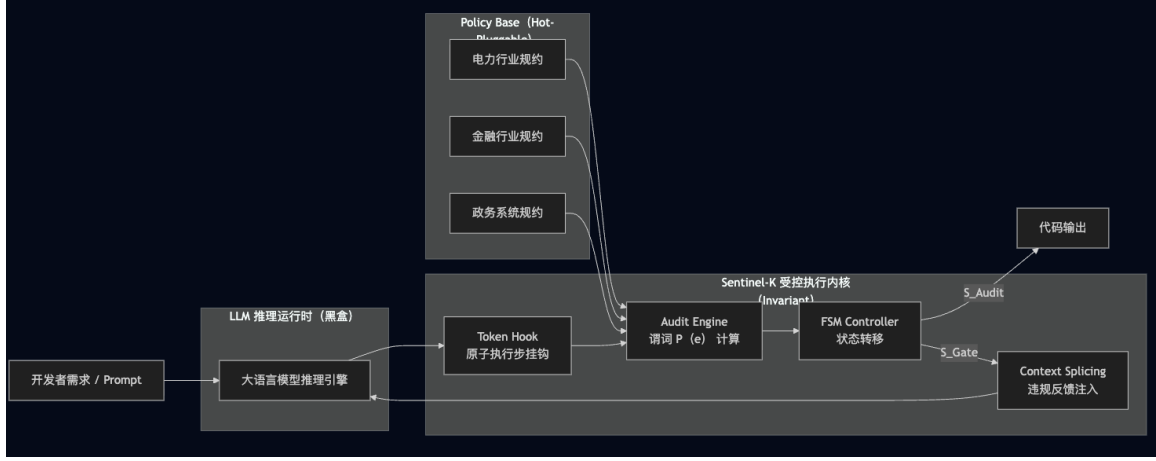 Policy Base（Hot-
Pluggable）
电力行业规约
金融行业规约
政务系统规约
代码输出
Sentinel-K 受控执行内核
（Invariant）
S_Audit
LLM 推理运行时（黑盒）
Token Hook
原子执行步挂钩
Audit Engine
谓词 P（e） 计算
FSM Controller
状态转移
S_Gate
开发者需求 / Prompt
大语言模型推理引擎
Context Splicing
违规反馈注入